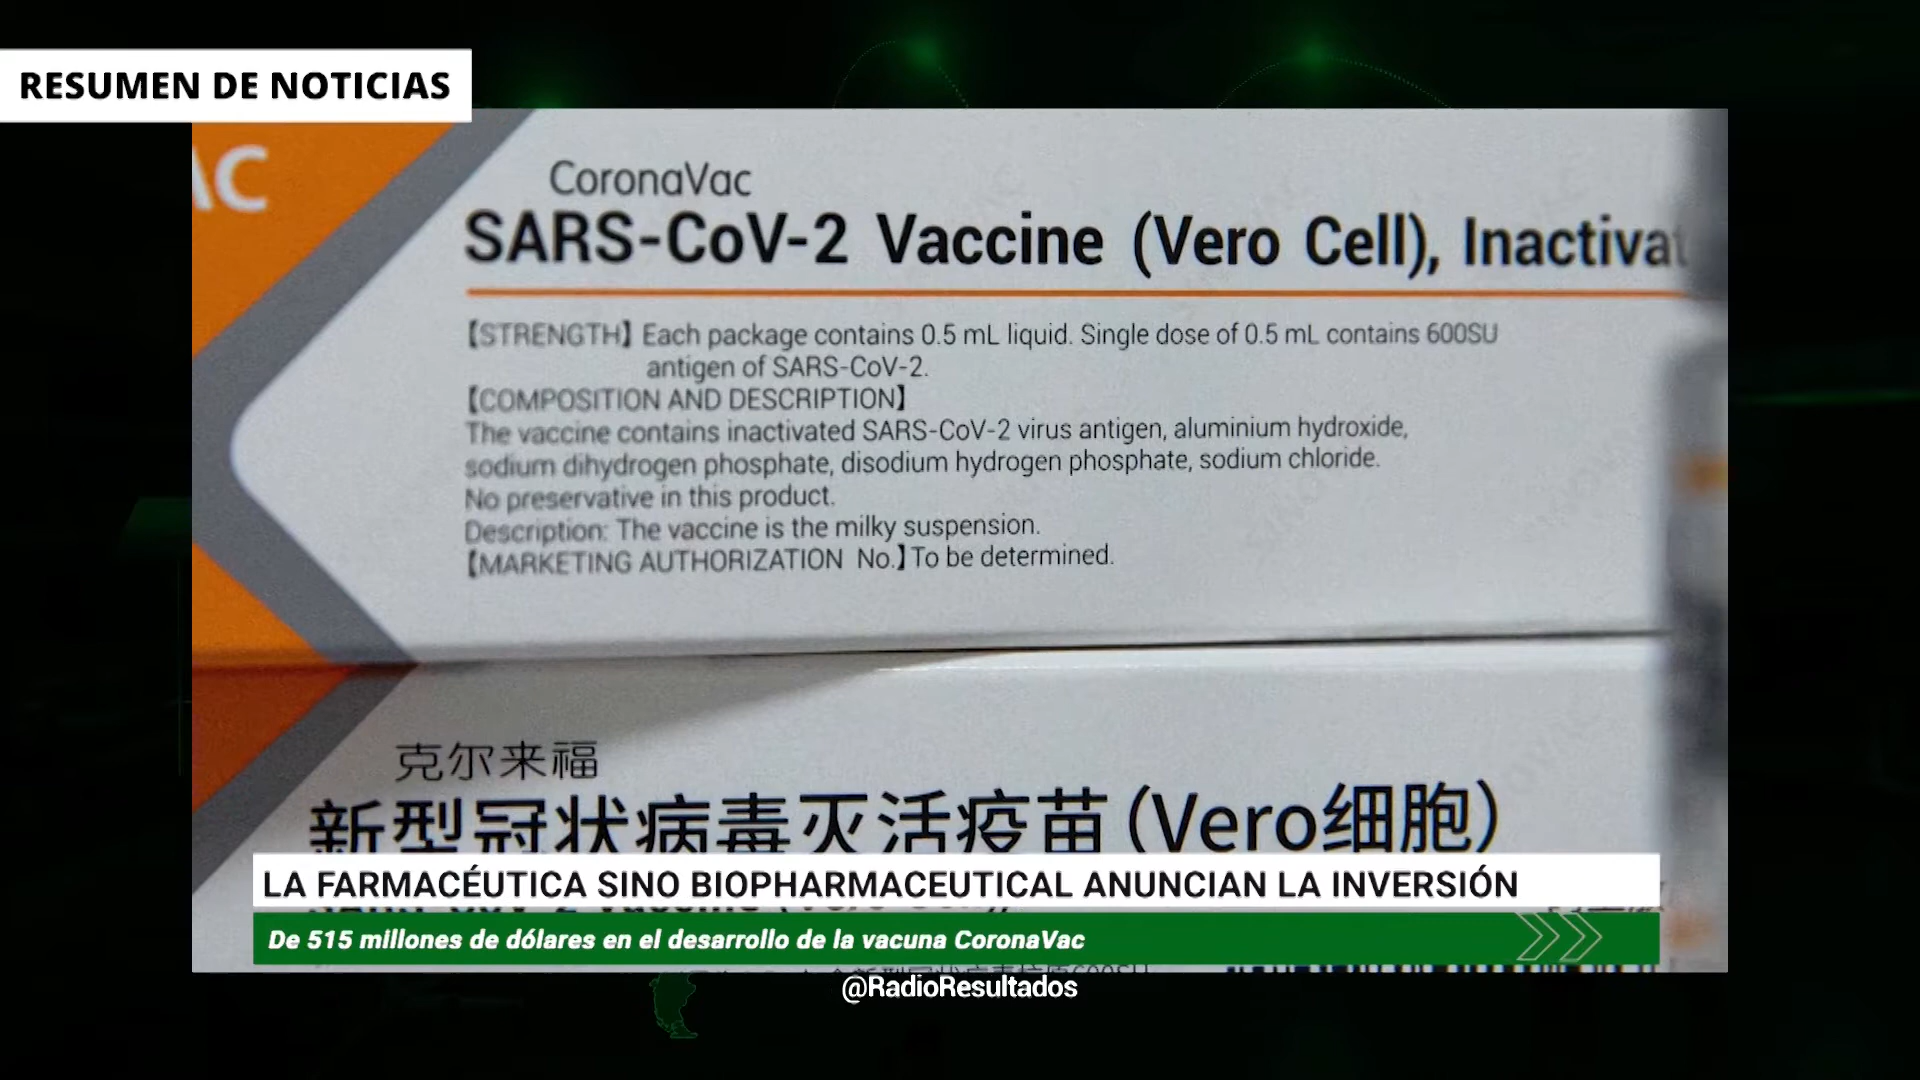 RESUMEN DE NOTICIAS
AC
CoronaVac
SARS-CoV-2 Vaccine (Vero Cell), Inactivat
【STRENGTH】Each package contains 0.5 mL liquid. Single dose of 0.5 mL contains 600SU
antigen of SARS-CoV-2.
【COMPOSITION AND DESCRIPTION】
The vaccine contains inactivated SARS-CoV-2 virus antigen, aluminium hydroxide,
sodium dihydrogen phosphate, disodium hydrogen phosphate, sodium chloride.
No preservative in this product.
Description: The vaccine is the milky suspension.
【MARKETING AUTHORIZATION No.】To be determined.
克尔来福
新型冠状病毒灭活疫苗(Vero细胞)
LA FARMACÉUTICA SINO BIOPHARMACEUTICAL ANUNCIAN LA INVERSIÓN
De 515 millones de dólares en el desarrollo de la vacuna CoronaVac
@RadioResultados